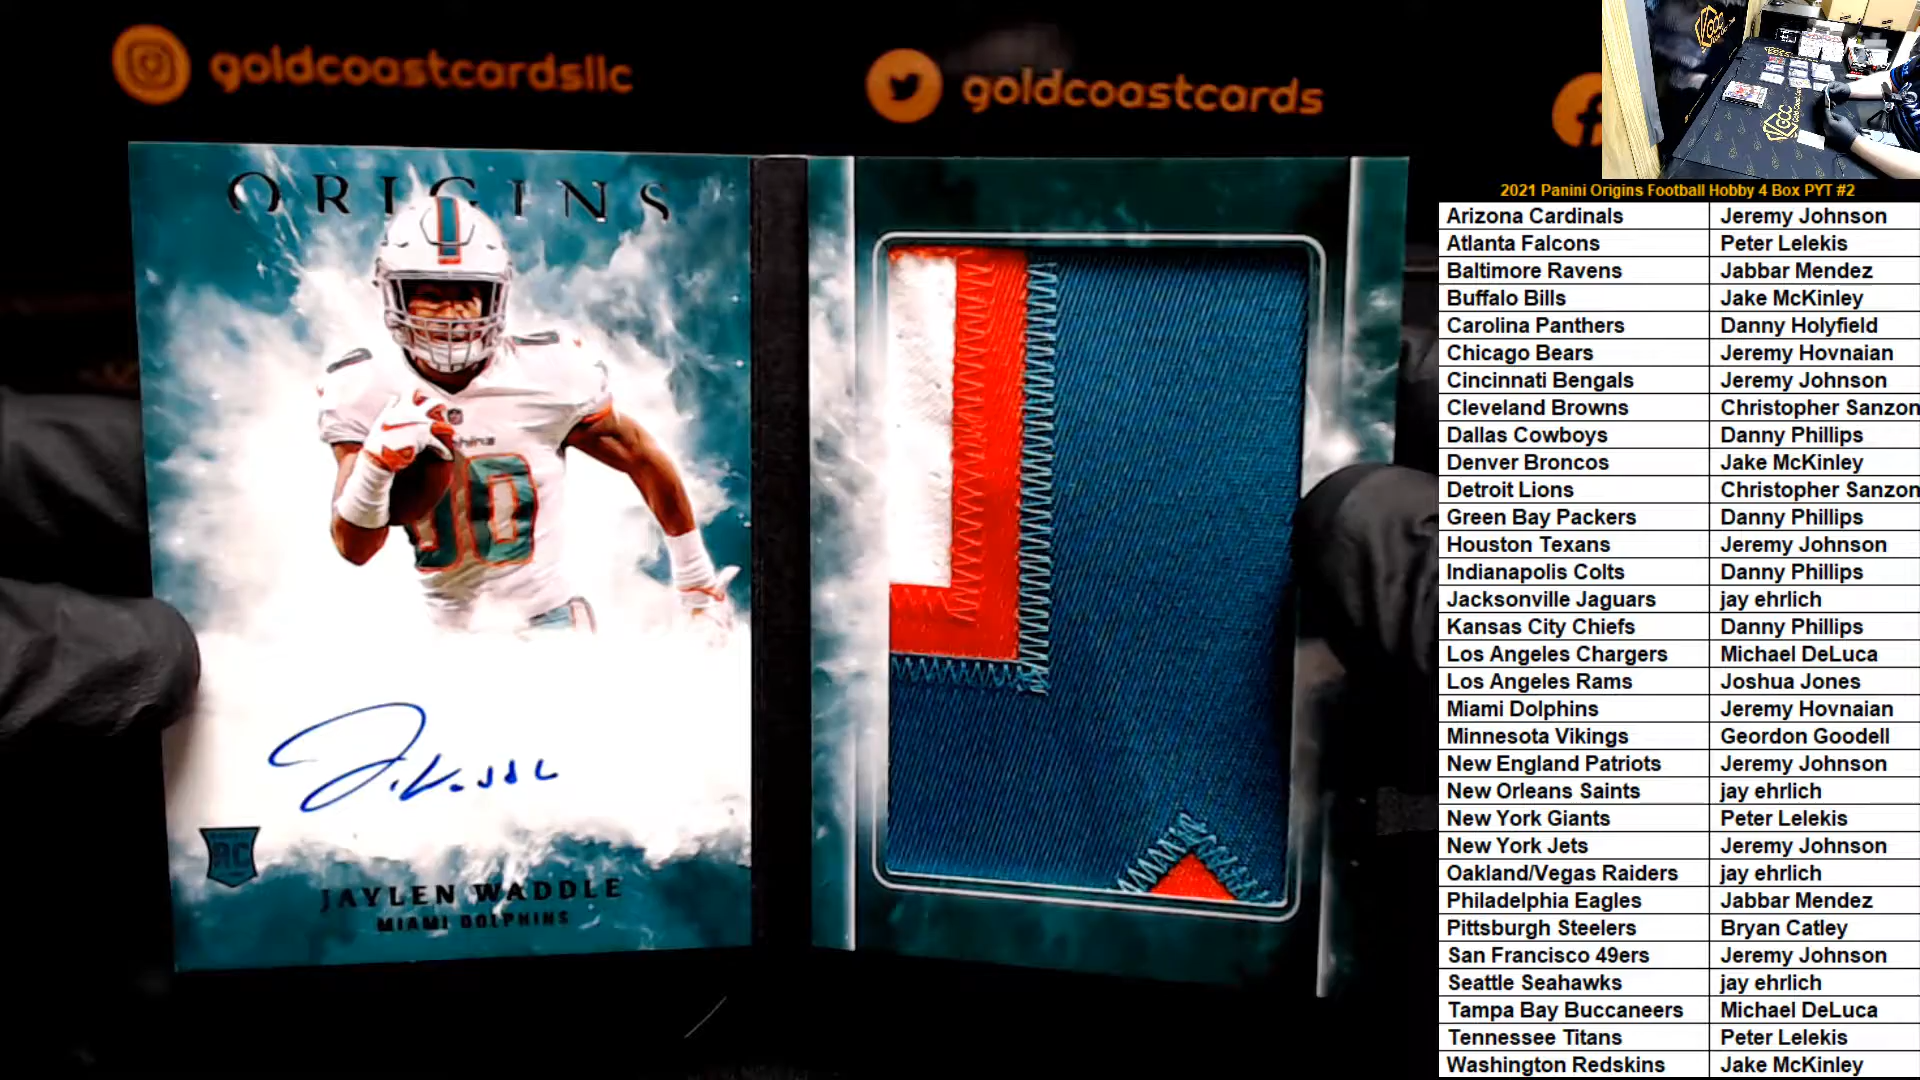 goldcoastcardsllc
goldcoastcards
ORIGINS
J. Waddle
RC
JAYLEN WADDLE
MIAMI DOLPHINS
GCC
GCC
2021 Panini Origins Football Hobby 4 Box PYT #2
Arizona Cardinals Jeremy Johnson
Atlanta Falcons Peter Lelekis
Baltimore Ravens Jabbar Mendez
Buffalo Bills Jake McKinley
Carolina Panthers Danny Holyfield
Chicago Bears Jeremy Hovnaian
Cincinnati Bengals Jeremy Johnson
Cleveland Browns Christopher Sanzon
Dallas Cowboys Danny Phillips
Denver Broncos Jake McKinley
Detroit Lions Christopher Sanzon
Green Bay Packers Danny Phillips
Houston Texans Jeremy Johnson
Indianapolis Colts Danny Phillips
Jacksonville Jaguars jay ehrlich
Kansas City Chiefs Danny Phillips
Los Angeles Chargers Michael DeLuca
Los Angeles Rams Joshua Jones
Miami Dolphins Jeremy Hovnaian
Minnesota Vikings Geordon Goodell
New England Patriots Jeremy Johnson
New Orleans Saints jay ehrlich
New York Giants Peter Lelekis
New York Jets Jeremy Johnson
Oakland/Vegas Raiders jay ehrlich
Philadelphia Eagles Jabbar Mendez
Pittsburgh Steelers Bryan Catley
San Francisco 49ers Jeremy Johnson
Seattle Seahawks jay ehrlich
Tampa Bay Buccaneers Michael DeLuca
Tennessee Titans Peter Lelekis
Washington Redskins Jake McKinley